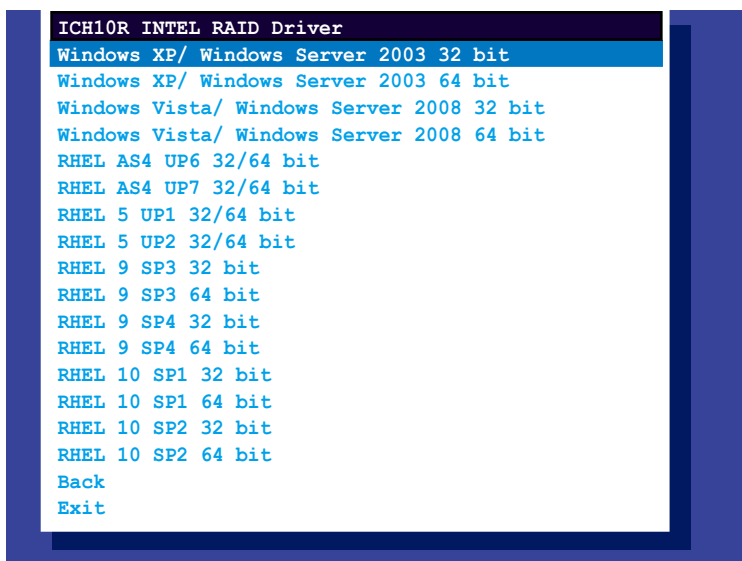 ICH10R INTEL RAID Driver
Windows XP/ Windows Server 2003 32 bit
Windows XP/ Windows Server 2003 64 bit
Windows Vista/ Windows Server 2008 32 bit
Windows Vista/ Windows Server 2008 64 bit
RHEL AS4 UP6 32/64 bit
RHEL AS4 UP7 32/64 bit
RHEL 5 UP1 32/64 bit
RHEL 5 UP2 32/64 bit
RHEL 9 SP3 32 bit
RHEL 9 SP3 64 bit
RHEL 9 SP4 32 bit
RHEL 9 SP4 64 bit
RHEL 10 SP1 32 bit
RHEL 10 SP1 64 bit
RHEL 10 SP2 32 bit
RHEL 10 SP2 64 bit
Back
Exit